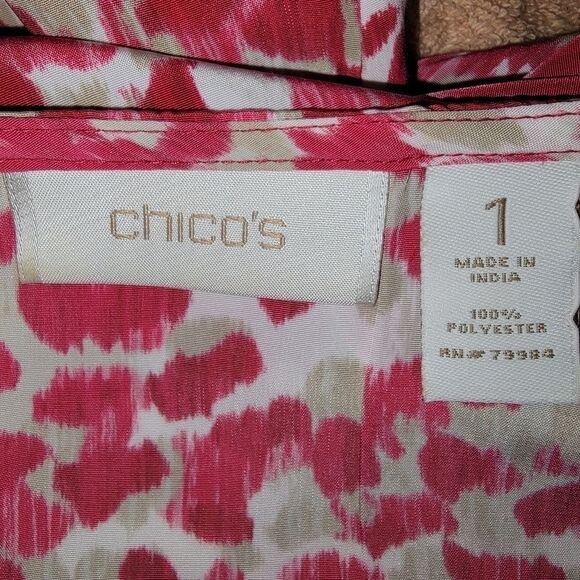 chico's
1
MADE IN
INDIA
100%
POLYESTER
RN# 79984